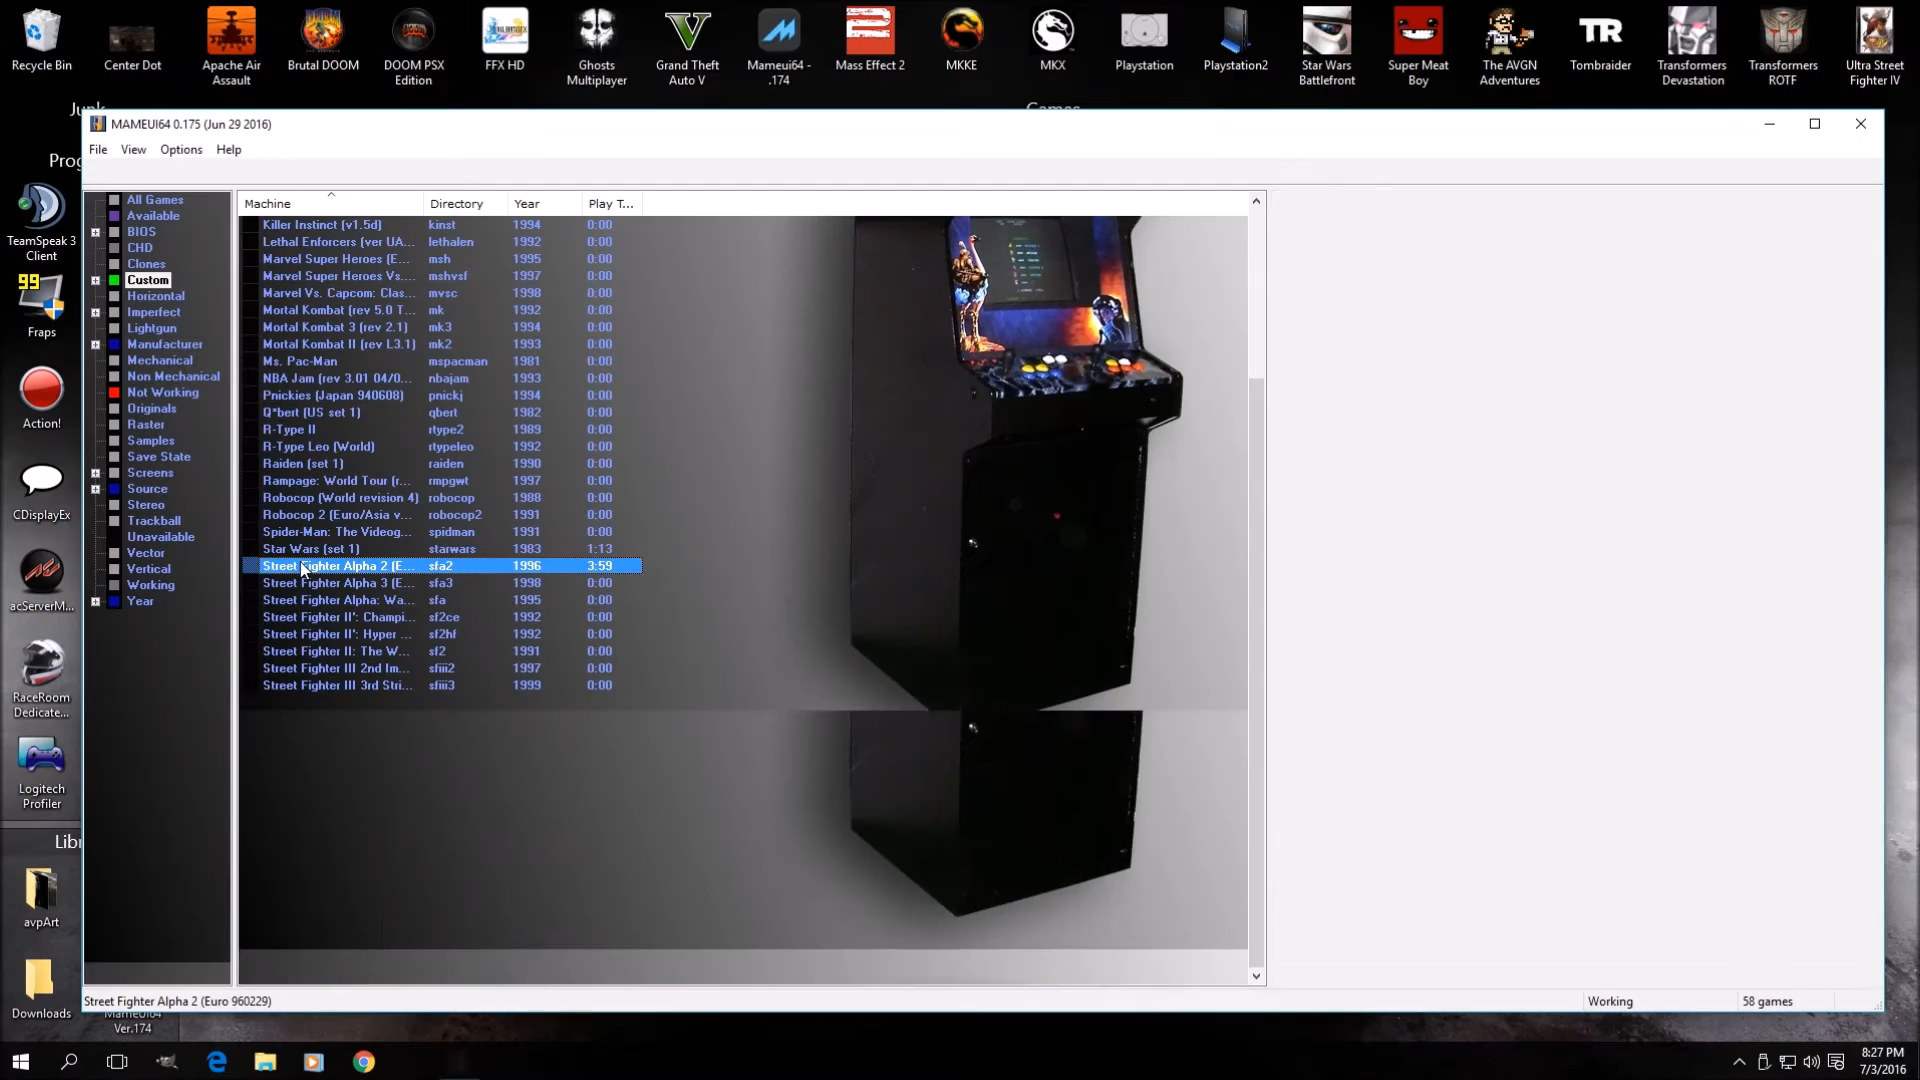 Recycle Bin
Center Dot
Apache Air
Assault
Brutal DOOM
DOOM PSX
Edition
FFX HD
Ghosts
Multiplayer
Grand Theft
Auto V
Mameui64 -
.174
Mass Effect 2
MKKE
MKX
Playstation
Playstation2
Star Wars
Battlefront
Super Meat
Boy
The AVGN
Adventures
TR
Tombraider
Transformers
Devastation
Transformers
ROTF
Ultra Street
Fighter IV
MAMEUI64 0.175 (Jun 29 2016)
File View Options Help
TeamSpeak 3
Client
99
Fraps
Action!
CDisplayEx
acServerM...
RaceRoom
Dedicate...
Logitech
Profiler
avpArt
Downloads
Ver.174
All Games
Available
BIOS
CHD
Clones
Custom
Horizontal
Imperfect
Lightgun
Manufacturer
Mechanical
Non Mechanical
Not Working
Originals
Raster
Samples
Save State
Screens
Source
Stereo
Trackball
Unavailable
Vector
Vertical
Working
Year
Machine Directory Year Play T...
Killer Instinct (v1.5d) kinst 1994 0:00
Lethal Enforcers (ver UA... lethalen 1992 0:00
Marvel Super Heroes (E... msh 1995 0:00
Marvel Super Heroes Vs.... mshvsf 1997 0:00
Marvel Vs. Capcom: Clas... mvsc 1998 0:00
Mortal Kombat (rev 5.0 T... mk 1992 0:00
Mortal Kombat 3 (rev 2.1) mk3 1994 0:00
Mortal Kombat II (rev L3.1) mk2 1993 0:00
Ms. Pac-Man mspacman 1981 0:00
NBA Jam (rev 3.01 04/0... nbajam 1993 0:00
Pnickies (Japan 940608) pnickj 1994 0:00
Q*bert (US set 1) qbert 1982 0:00
R-Type II rtype2 1989 0:00
R-Type Leo (World) rtypeleo 1992 0:00
Raiden (set 1) raiden 1990 0:00
Rampage: World Tour (r... rmpgwt 1997 0:00
Robocop (World revision 4) robocop 1988 0:00
Robocop 2 (Euro/Asia v... robocop2 1991 0:00
Spider-Man: The Videog... spidman 1991 0:00
Star Wars (set 1) starwars 1983 1:13
Street Fighter Alpha 2 (E... sfa2 1996 3:59
Street Fighter Alpha 3 (E... sfa3 1998 0:00
Street Fighter Alpha: Wa... sfa 1995 0:00
Street Fighter II': Champi... sf2ce 1992 0:00
Street Fighter II': Hyper ... sf2hf 1992 0:00
Street Fighter II: The W... sf2 1991 0:00
Street Fighter III 2nd Im... sfiii2 1997 0:00
Street Fighter III 3rd Stri... sfiii3 1999 0:00
Street Fighter Alpha 2 (Euro 960229)
Working
58 games
8:27 PM
7/3/2016